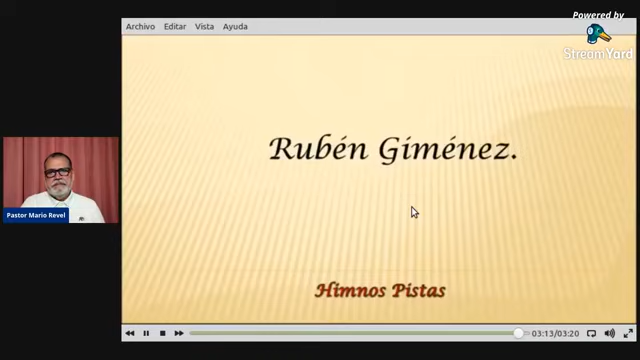 Powered by
StreamYard
Archivo Editar Vista Ayuda
Rubén Giménez.
Pastor Mario Revel
Himnos Pistas
03:13/03:20